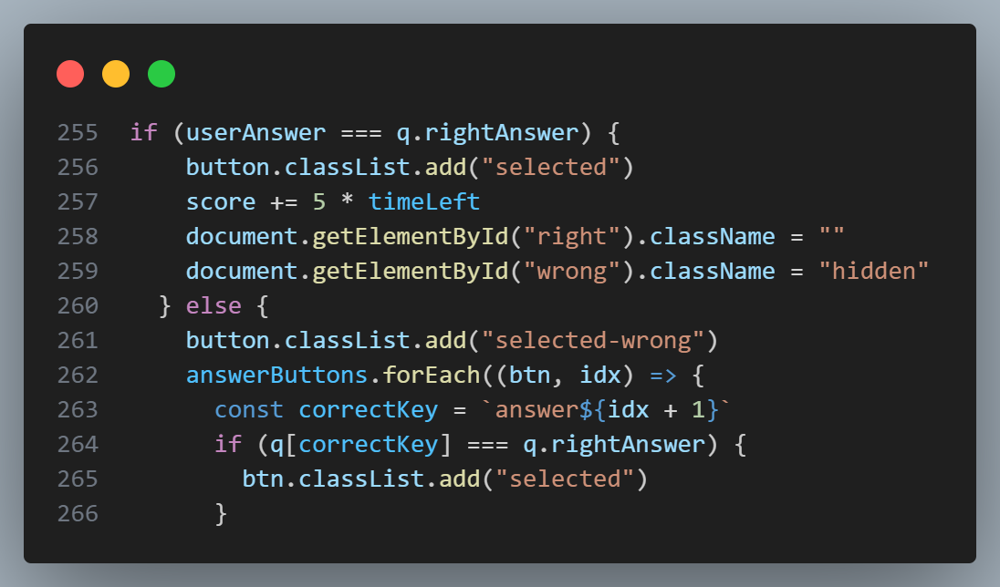 255 if (userAnswer === q.rightAnswer) {
256     button.classList.add("selected")
257     score += 5 * timeLeft
258     document.getElementById("right").className = ""
259     document.getElementById("wrong").className = "hidden"
260   } else {
261     button.classList.add("selected-wrong")
262     answerButtons.forEach((btn, idx) => {
263       const correctKey = `answer${idx + 1}`
264       if (q[correctKey] === q.rightAnswer) {
265         btn.classList.add("selected")
266       }